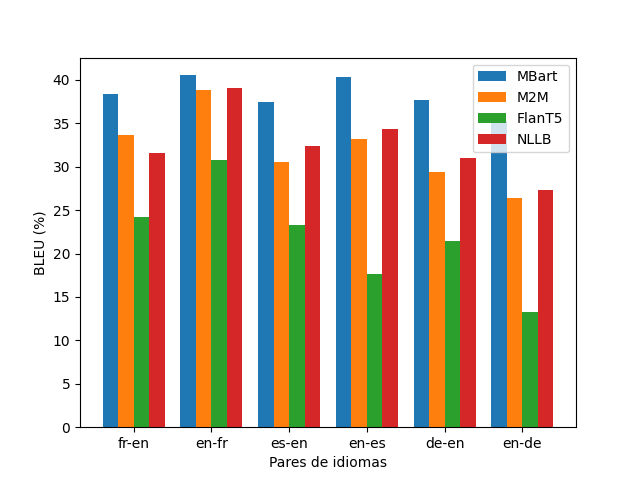 MBart
M2M
FlanT5
NLLB
BLEU (%)
40
35
30
25
20
15
10
5
0
fr-en en-fr es-en en-es de-en en-de
Pares de idiomas